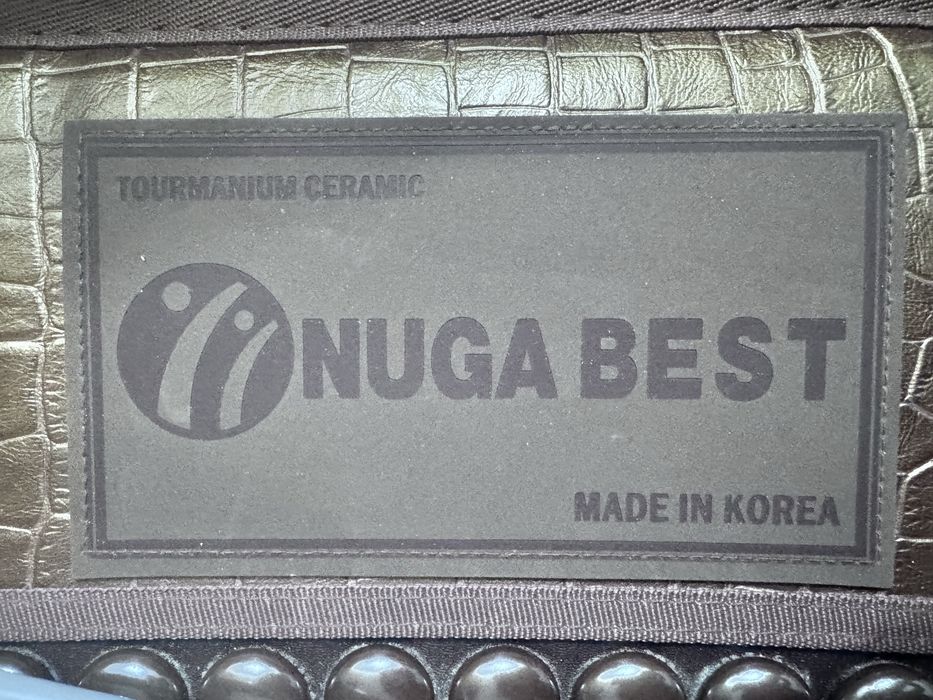 TOURMANIUM CERAMIC
NUGA BEST
MADE IN KOREA